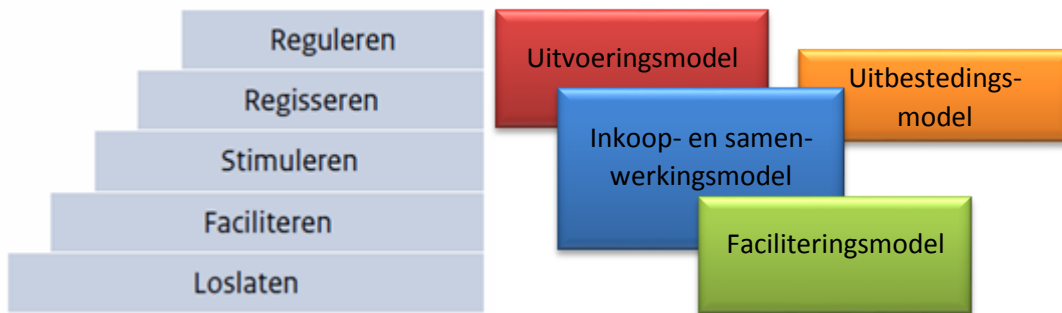 Reguleren
Regisseren
Stimuleren
Faciliteren
Loslaten
Uitvoeringsmodel
Uitbestedings-
model
Inkoop- en samen-
werkingsmodel
Faciliteringsmodel